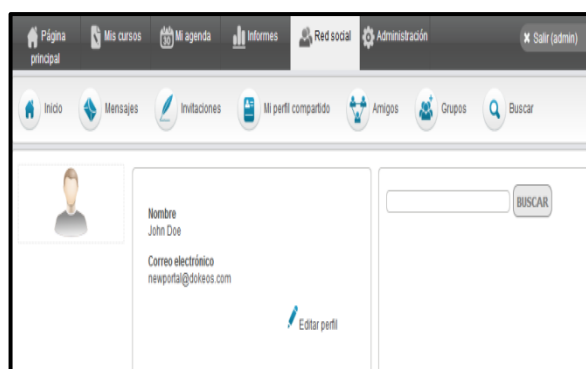 Página principal
Mis cursos
Mi agenda
Informes
Red social
Administración
✖ Salir (admin)
Inicio
Mensajes
Invitaciones
Mi perfil compartido
Amigos
Grupos
Buscar
Nombre
John Doe
Correo electrónico
newportal@dokeos.com
Editar perfil
BUSCAR